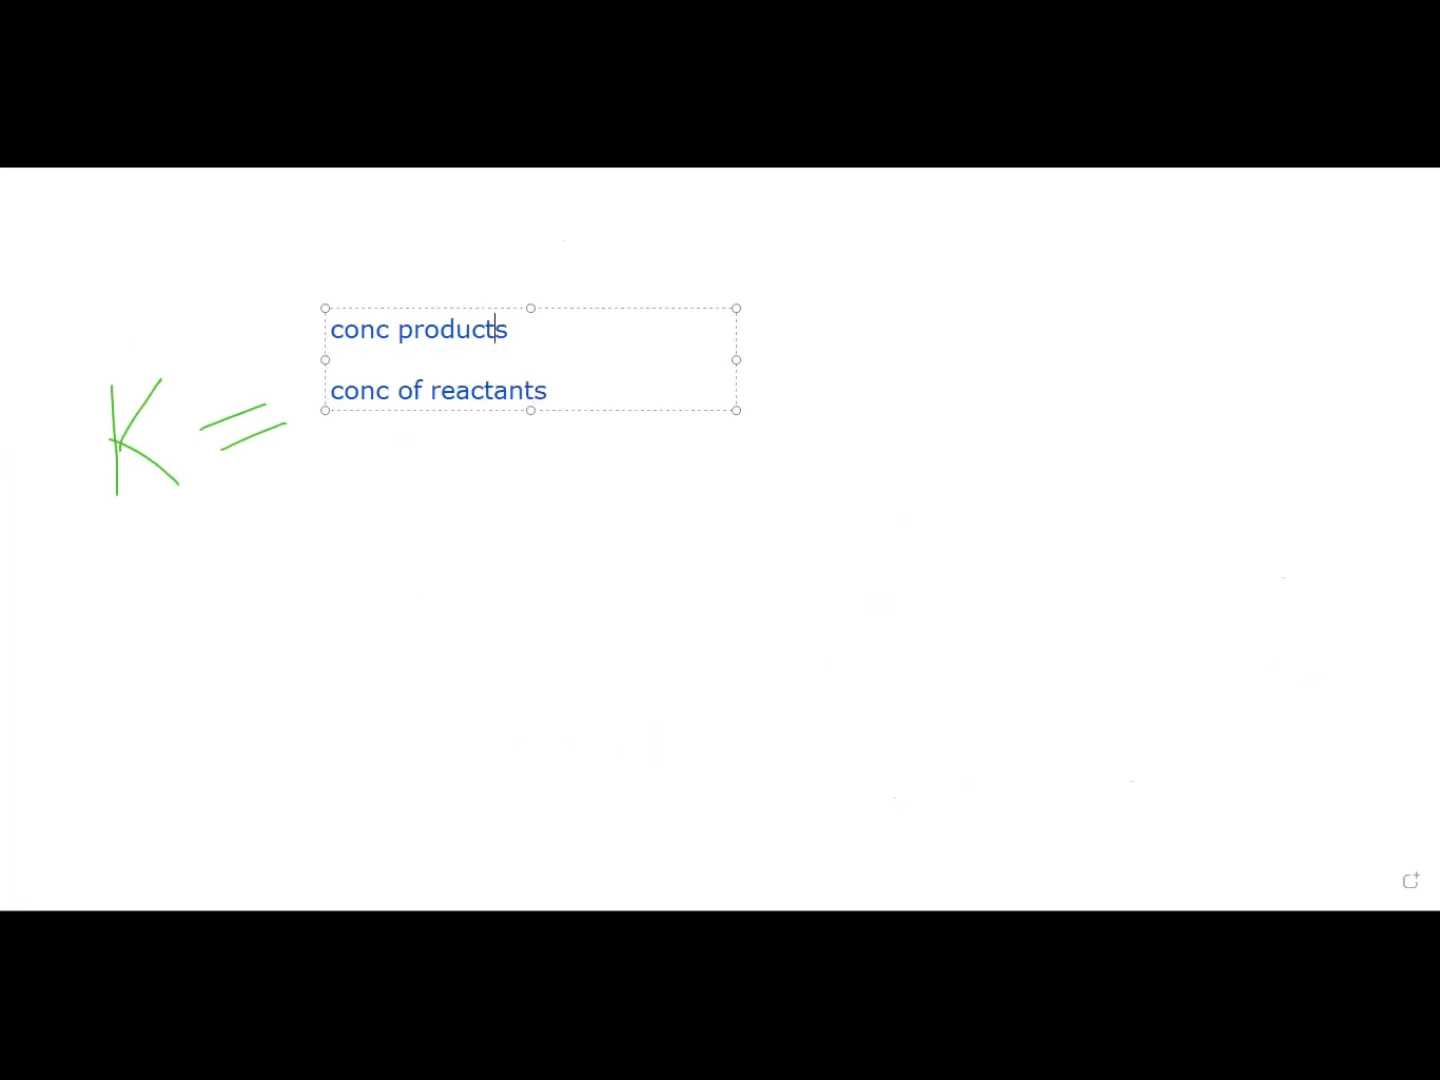 conc products
K =
conc of reactants